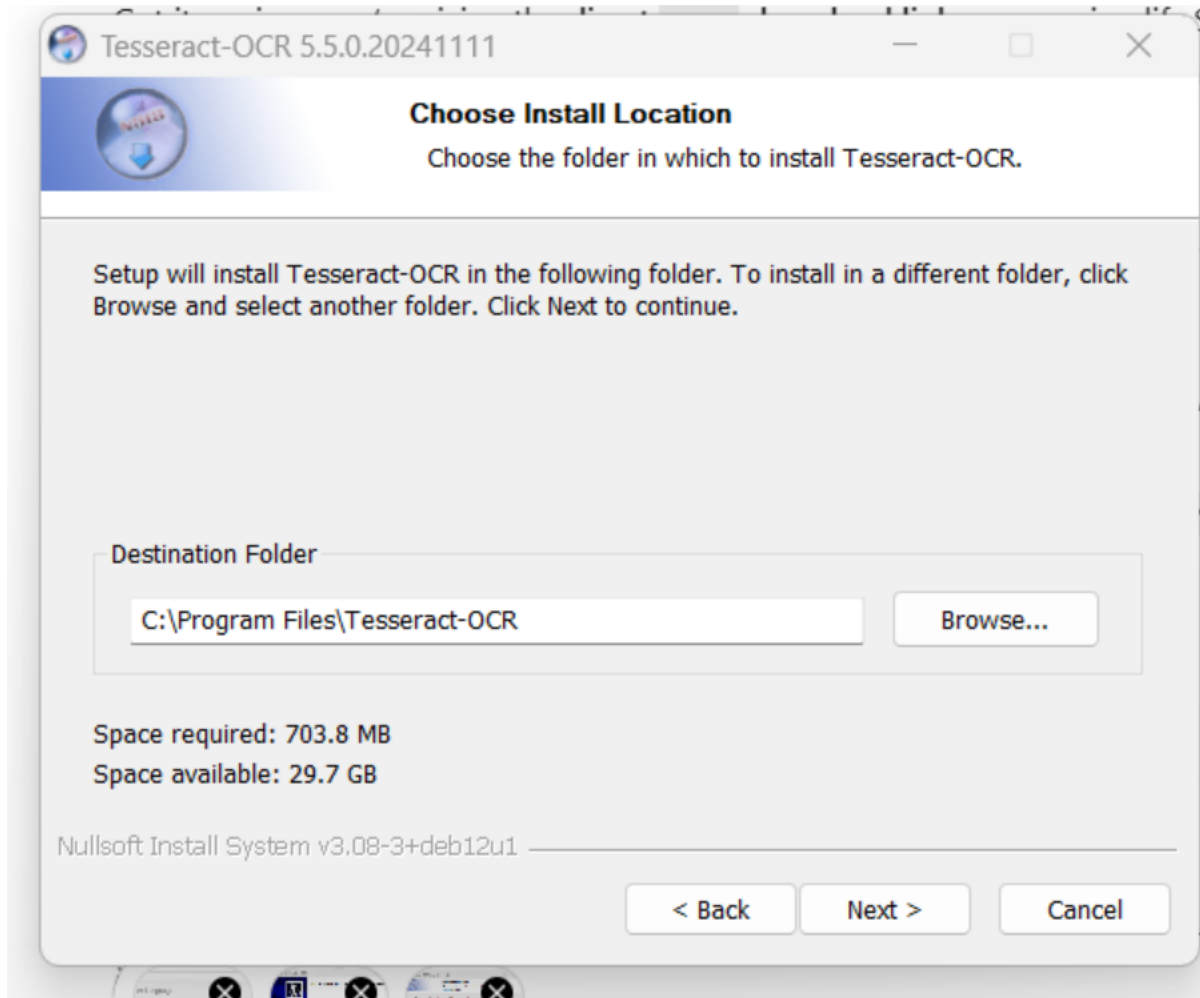 Tesseract-OCR 5.5.0.20241111
Choose Install Location
Choose the folder in which to install Tesseract-OCR.
Setup will install Tesseract-OCR in the following folder. To install in a different folder, click
Browse and select another folder. Click Next to continue.
Destination Folder
C:\Program Files\Tesseract-OCR
Browse...
Space required: 703.8 MB
Space available: 29.7 GB
Nullsoft Install System v3.08-3+deb12u1
< Back
Next >
Cancel